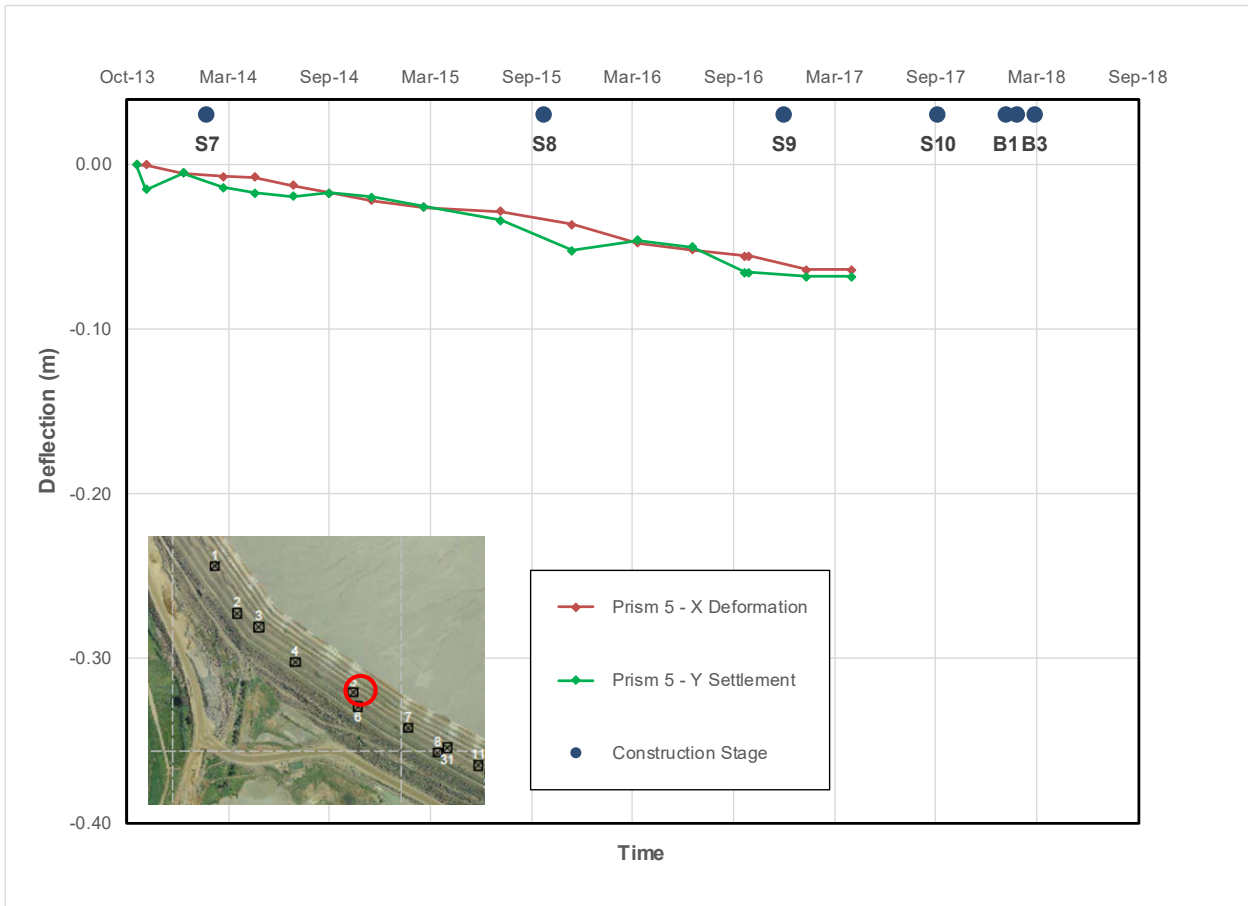 Oct-13 Mar-14 Sep-14 Mar-15 Sep-15 Mar-16 Sep-16 Mar-17 Sep-17 Mar-18 Sep-18
S7 S8 S9 S10 B1 B3
0.00
-0.10
-0.20
-0.30
-0.40
Deflection (m)
1
2
3
4
5
6
7
8
31
11
Prism 5 - X Deformation
Prism 5 - Y Settlement
Construction Stage
Time